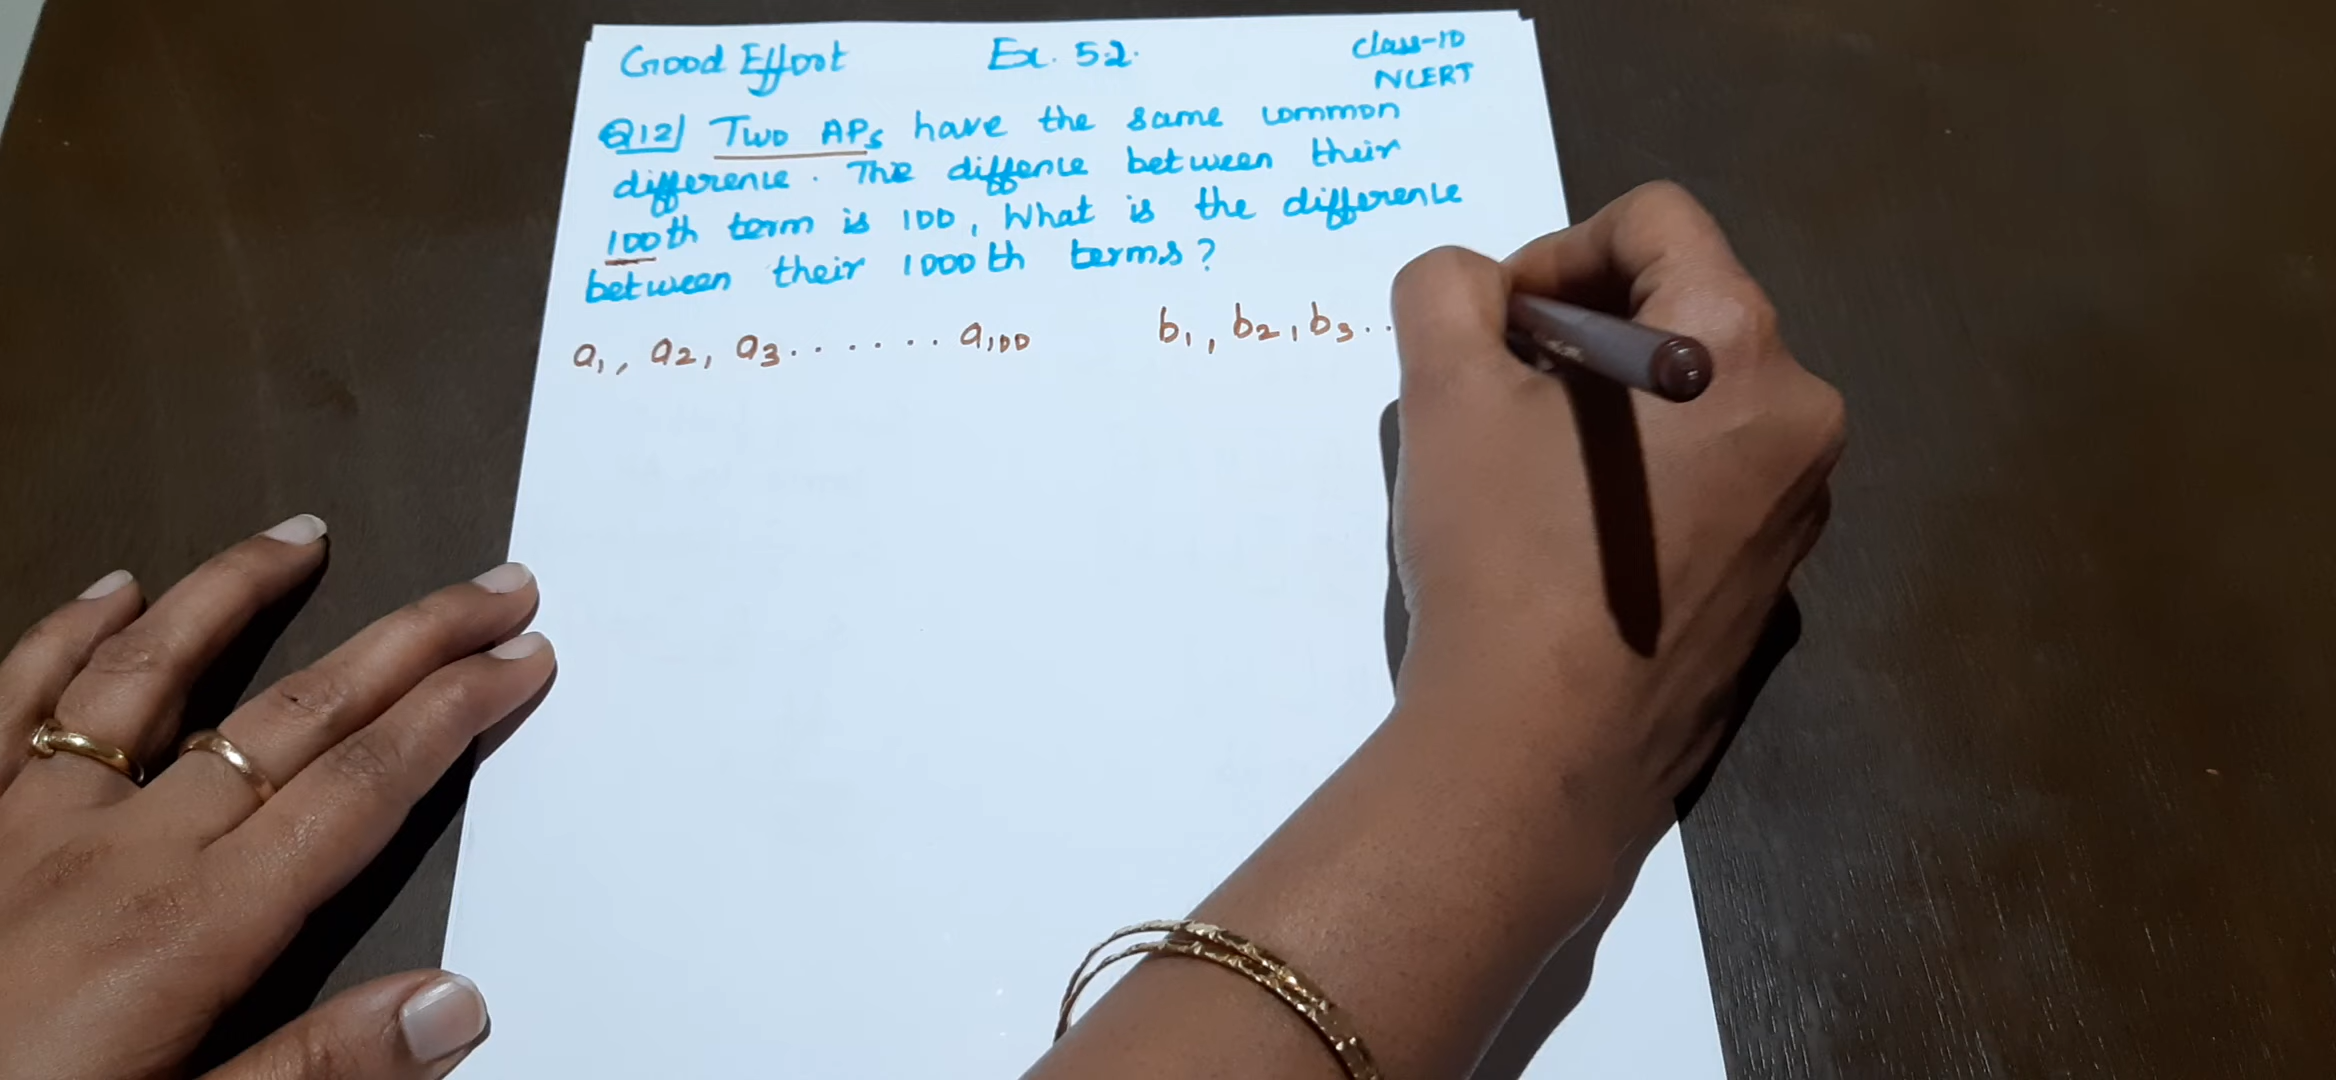 Good Effort Ex. 5.2. Class-10
NCERT
Q12) Two APs have the same common
difference. The diffence between their
100th term is 100, What is the difference
between their 1000th terms?
a1, a2, a3....... a100 b1, b2, b3..